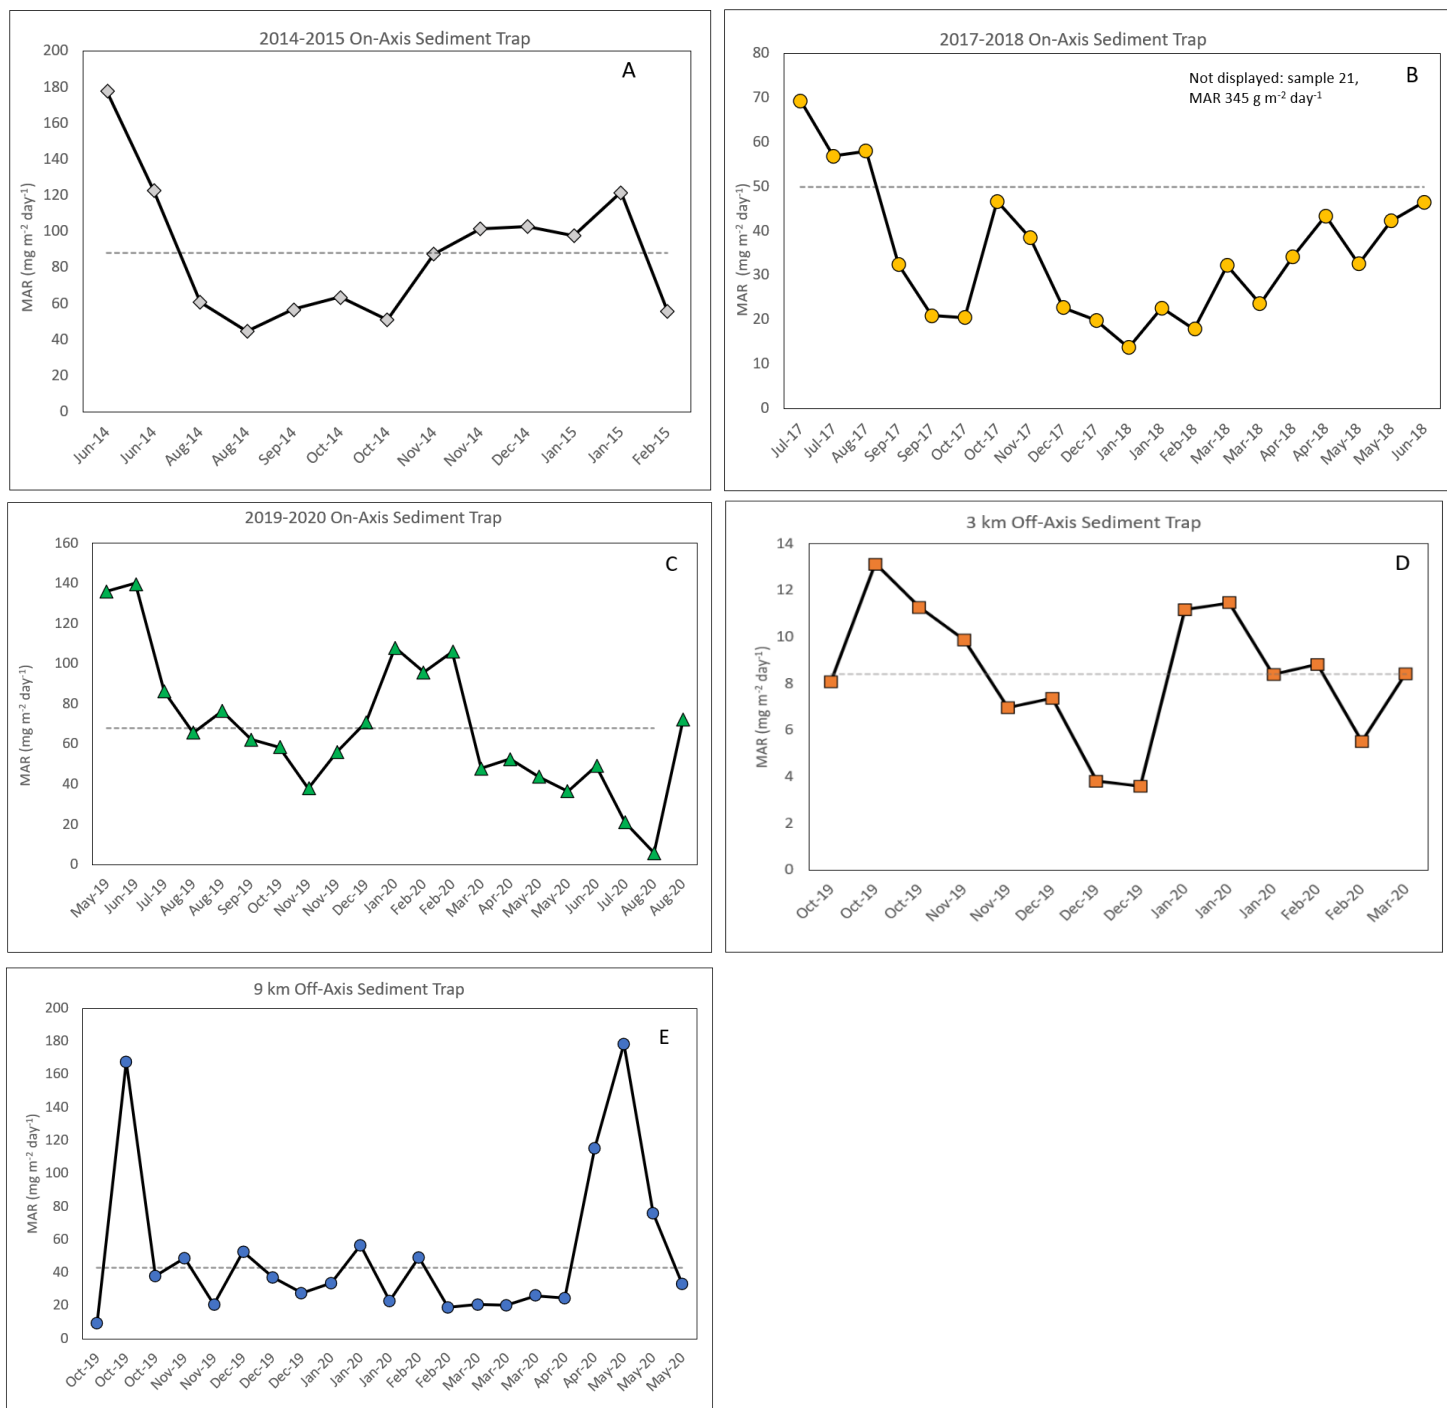 2014-2015 On-Axis Sediment Trap
A
MAR (mg m⁻² day⁻¹)
200
180
160
140
120
100
80
60
40
20
0
Jun-14
Jun-14
Aug-14
Aug-14
Sep-14
Oct-14
Oct-14
Nov-14
Nov-14
Dec-14
Jan-15
Jan-15
Feb-15
2017-2018 On-Axis Sediment Trap
B
Not displayed: sample 21,
MAR 345 g m⁻² day⁻¹
MAR (mg m⁻² day⁻¹)
80
70
60
50
40
30
20
10
0
Jul-17
Jul-17
Aug-17
Sep-17
Sep-17
Oct-17
Oct-17
Nov-17
Dec-17
Dec-17
Jan-18
Jan-18
Feb-18
Mar-18
Mar-18
Apr-18
Apr-18
May-18
May-18
Jun-18
2019-2020 On-Axis Sediment Trap
C
MAR (mg m⁻² day⁻¹)
160
140
120
100
80
60
40
20
0
May-19
Jun-19
Jul-19
Aug-19
Aug-19
Sep-19
Oct-19
Nov-19
Nov-19
Dec-19
Jan-20
Feb-20
Feb-20
Mar-20
Apr-20
May-20
May-20
Jun-20
Jul-20
Aug-20
Aug-20
3 km Off-Axis Sediment Trap
D
MAR (mg m⁻² day⁻¹)
14
12
10
8
6
4
2
0
Oct-19
Oct-19
Oct-19
Nov-19
Nov-19
Dec-19
Dec-19
Dec-19
Jan-20
Jan-20
Jan-20
Feb-20
Feb-20
Mar-20
9 km Off-Axis Sediment Trap
E
MAR (mg m⁻² day⁻¹)
200
180
160
140
120
100
80
60
40
20
0
Oct-19
Oct-19
Oct-19
Nov-19
Nov-19
Dec-19
Dec-19
Dec-19
Jan-20
Jan-20
Jan-20
Feb-20
Feb-20
Mar-20
Mar-20
Mar-20
Apr-20
Apr-20
May-20
May-20
May-20